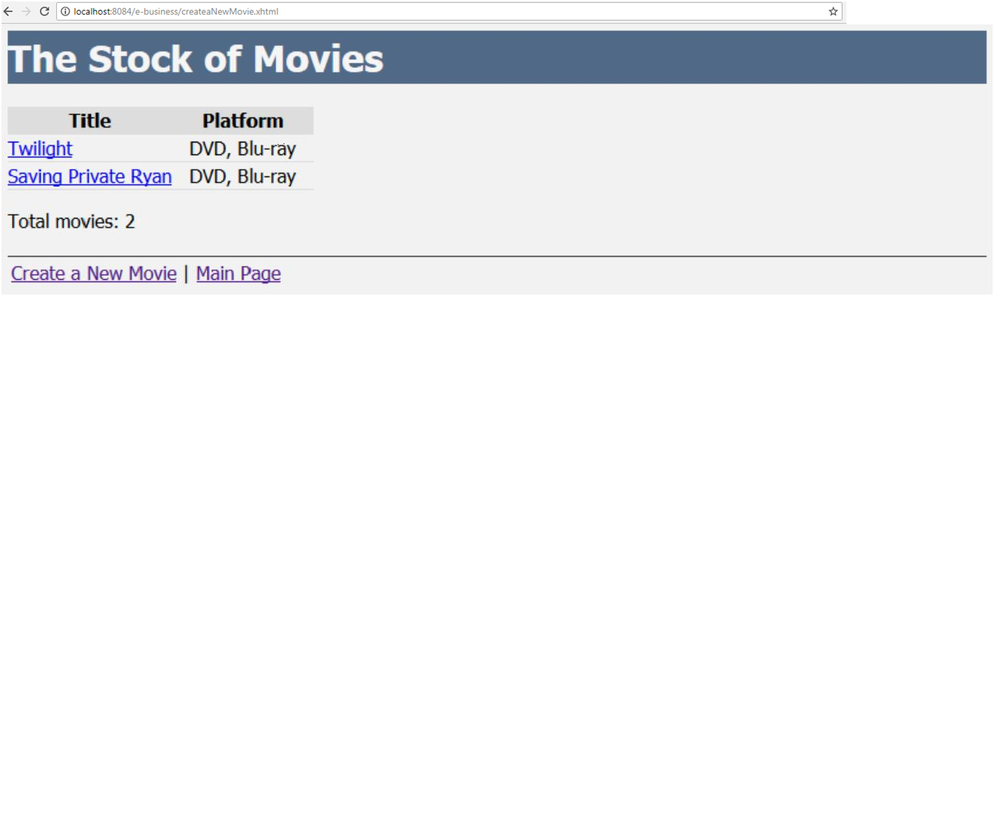 localhost:8084/e-business/createaNewMovie.xhtml
The Stock of Movies
Title Platform
Twilight DVD, Blu-ray
Saving Private Ryan DVD, Blu-ray
Total movies: 2
Create a New Movie | Main Page